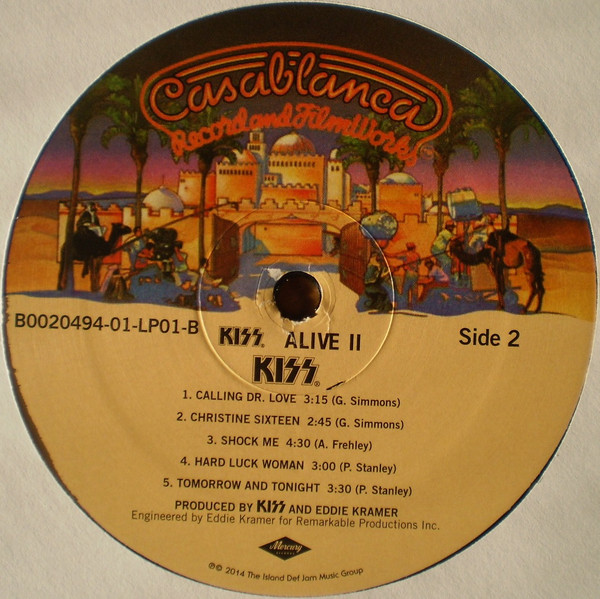 Casablanca
Record and FilmWorks
B0020494-01-LP01-B
KISS® ALIVE II
Side 2
KISS®
1. CALLING DR. LOVE 3:15 (G. Simmons)
2. CHRISTINE SIXTEEN 2:45 (G. Simmons)
3. SHOCK ME 4:30 (A. Frehley)
4. HARD LUCK WOMAN 3:00 (P. Stanley)
5. TOMORROW AND TONIGHT 3:30 (P. Stanley)
PRODUCED BY KISS AND EDDIE KRAMER
Engineered by Eddie Kramer for Remarkable Productions Inc.
Mercury
RECORDS
℗© 2014 The Island Def Jam Music Group